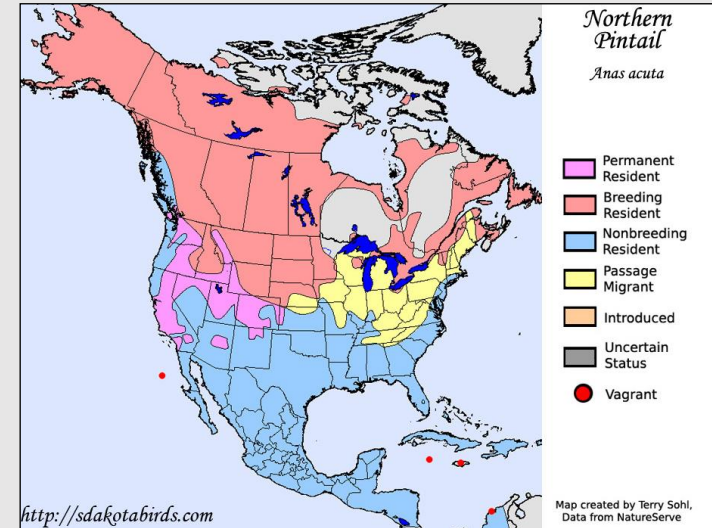 Northern
Pintail
Anas acuta
Permanent
Resident
Breeding
Resident
Nonbreeding
Resident
Passage
Migrant
Introduced
Uncertain
Status
Vagrant
http://sdakotabirds.com
Map created by Terry Sohl,
Data from NatureServe